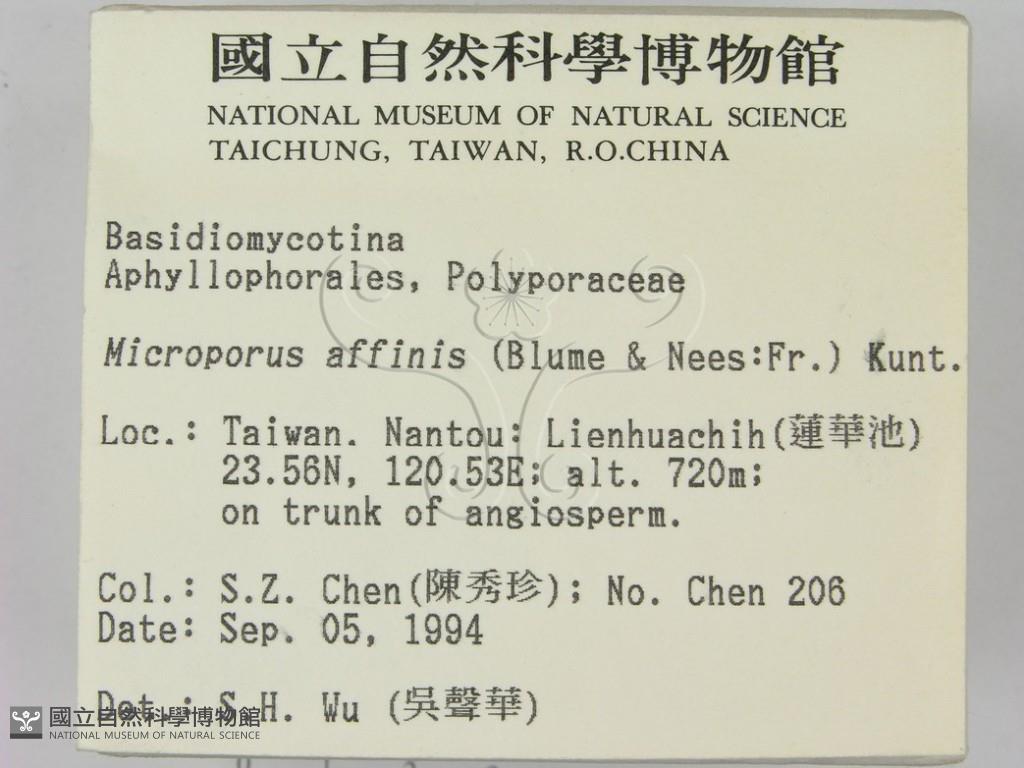 國立自然科學博物館
NATIONAL MUSEUM OF NATURAL SCIENCE
TAICHUNG, TAIWAN, R.O.CHINA
Basidiomycotina
Aphyllophorales, Polyporaceae
Microporus affinis (Blume & Nees:Fr.) Kunt.
Loc.: Taiwan. Nantou: Lienhuachih(蓮華池)
23.56N, 120.53E; alt. 720m;
on trunk of angiosperm.
Col.: S.Z. Chen(陳秀珍); No. Chen 206
Date: Sep. 05, 1994
Det.: S.H. Wu (吳聲華)
國立自然科學博物館
NATIONAL MUSEUM OF NATURAL SCIENCE